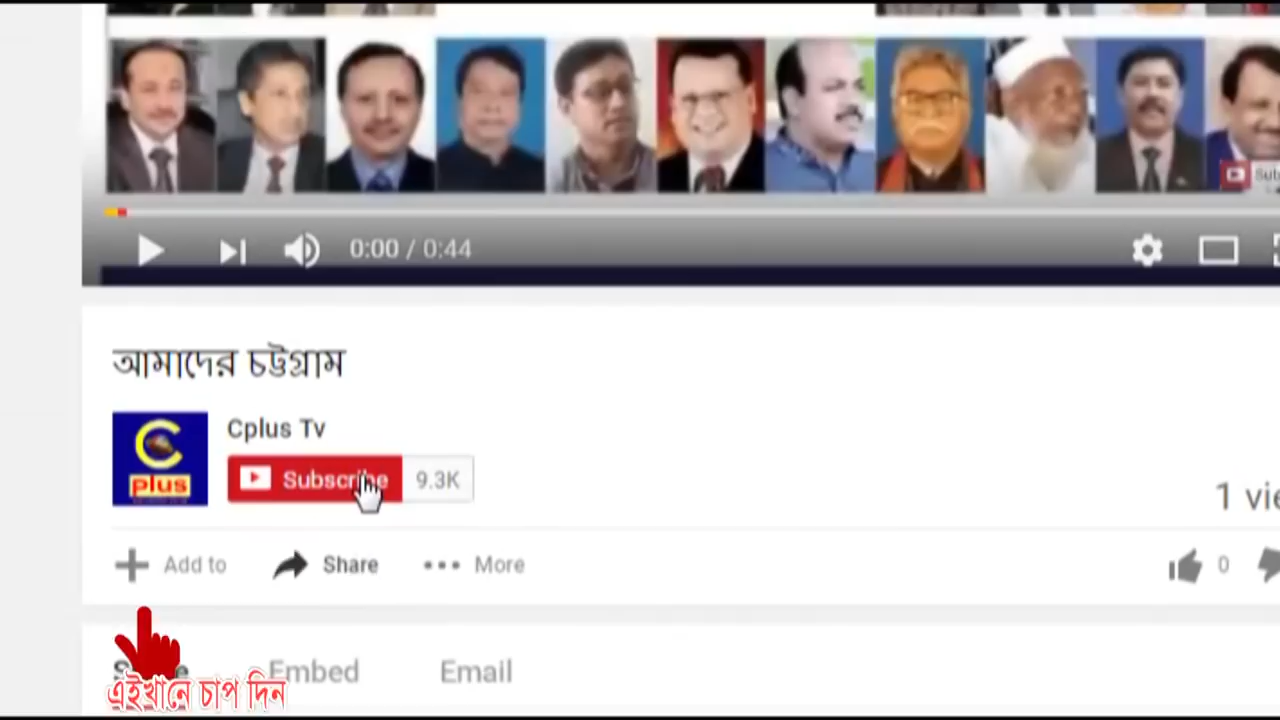 Sub
0:00 / 0:44
আমাদের চট্টগ্রাম
C
plus
Cplus Tv
Subscribe 9.3K
1 vie
Add to Share More 0
Embed Email
এইখানে চাপ দিন